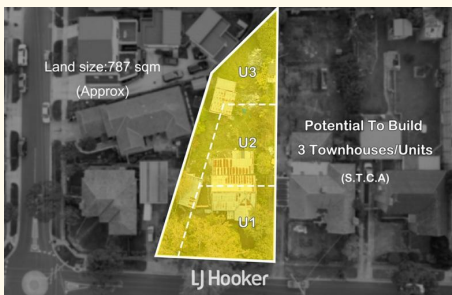 Land size:787 sqm
(Approx)
U3
U2
U1
Potential To Build
3 Townhouses/Units
(S.T.C.A)
LJ Hooker